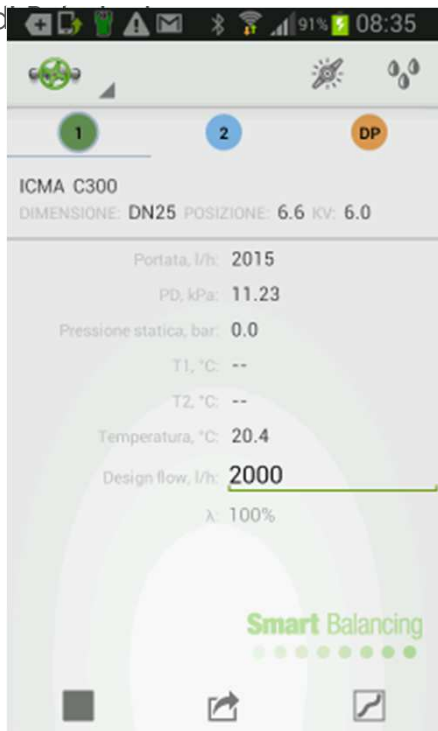 91% 08:35
1 2 DP
ICMA C300
DIMENSIONE: DN25 POSIZIONE: 6.6 KV: 6.0
Portata, l/h: 2015
PD, kPa: 11.23
Pressione statica, bar: 0.0
T1, °C: --
T2, °C: --
Temperatura, °C: 20.4
Design flow, l/h: 2000
λ: 100%
Smart Balancing